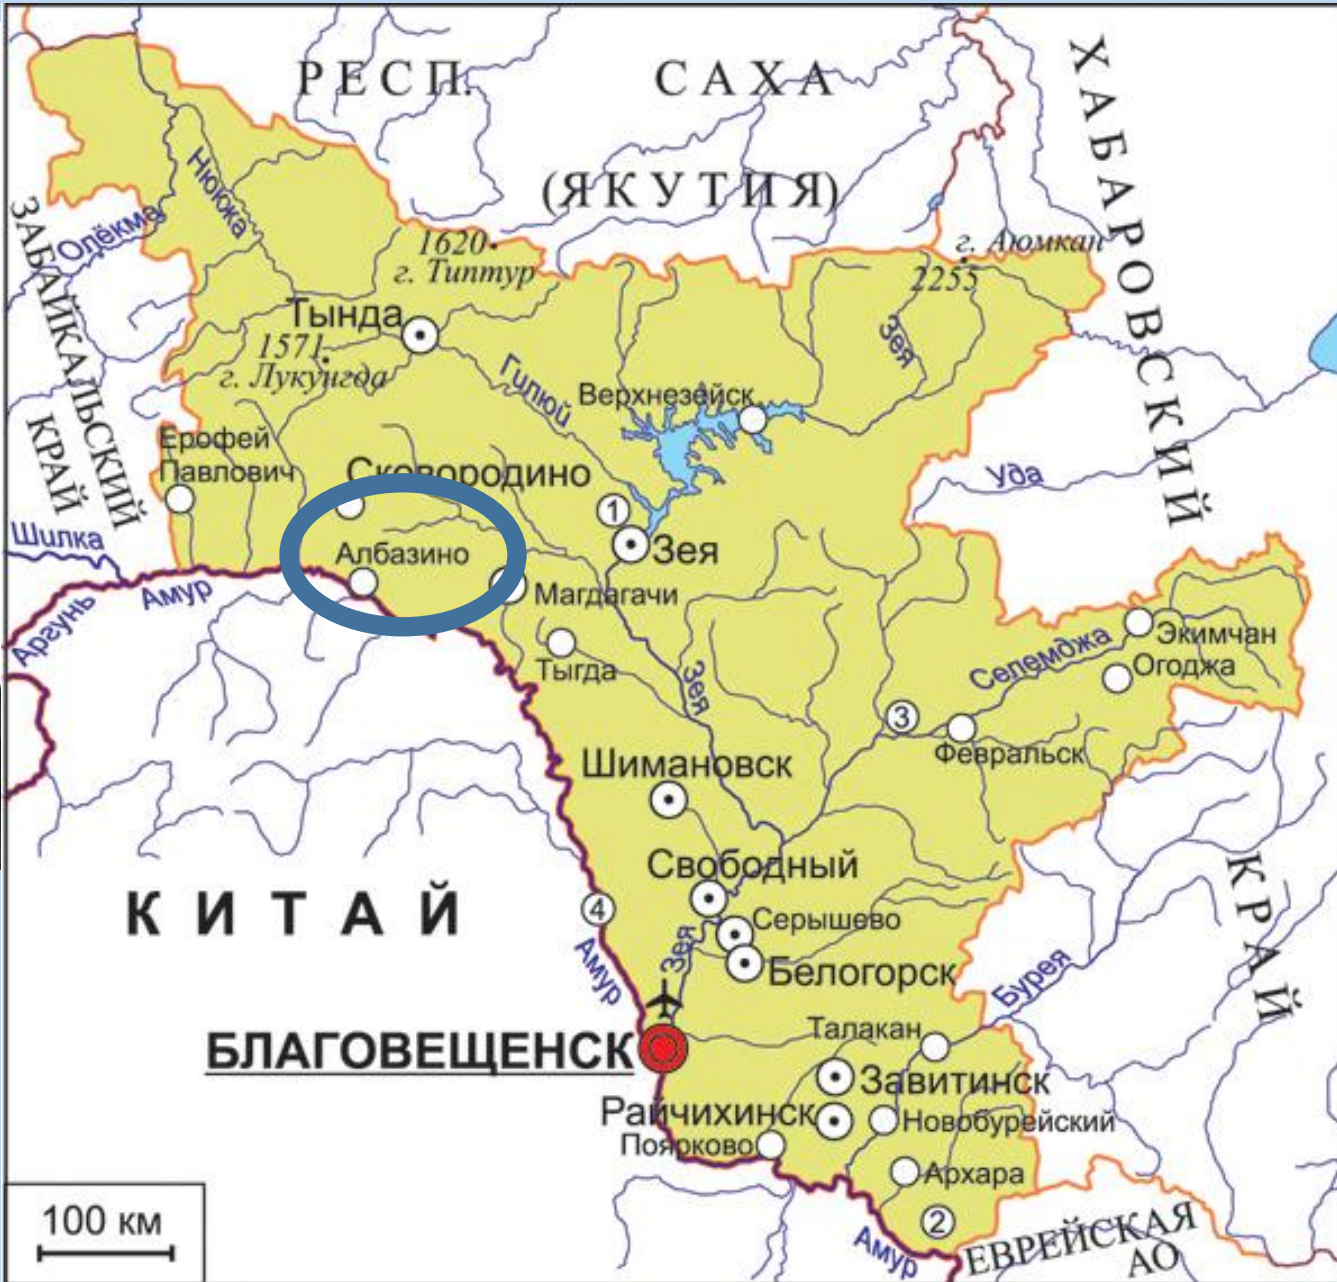 РЕСП.
САХА
(ЯКУТИЯ)
ХАБАРОВСКИЙ
Нюкжа
Олёкма
ЗАБАЙКАЛЬСКИЙ
КРАЙ
1620
г. Типтур
г. Аюмкан
2255
Тында
1571
г. Лукунгда
Гилюй
Зея
Верхнезейск
Ерофей
Павлович
Сковородино
Уда
1
Зея
Шилка
Албазино
Аргунь
Амур
Магдагачи
Тыгда
Зея
Селемджа
Экимчан
Огоджа
3
Февральск
Шимановск
Свободный
КРАЙ
КИТАЙ
4
Серышево
Амур
Зея
Белогорск
Бурея
БЛАГОВЕЩЕНСК
Талакан
Завитинск
Райчихинск
Новобурейский
Поярково
Архара
100 км
2
Амур
ЕВРЕЙСКАЯ
АО